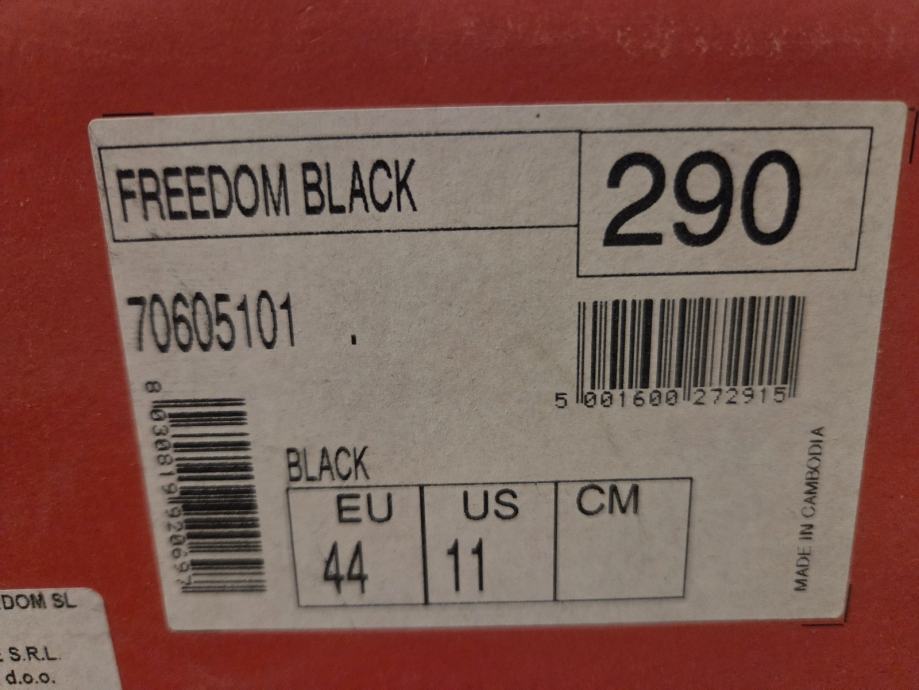 FREEDOM BLACK
290
70605101
5 001600 272915
8 030819 920697
BLACK
EU US CM
44 11
MADE IN CAMBODIA
DOM SL
S.R.L.
d.o.o.